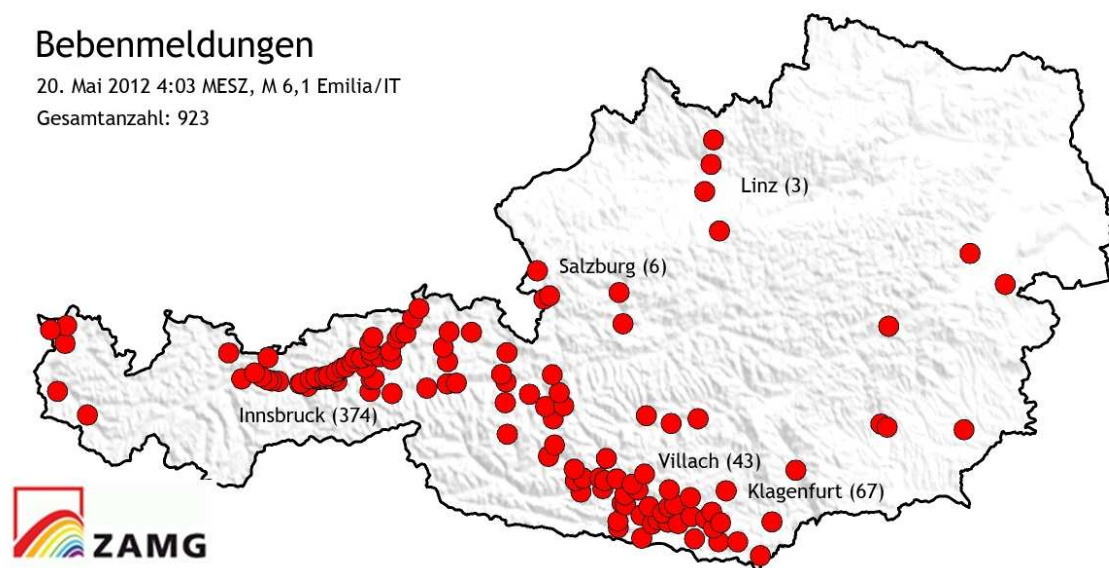 Bebenmeldungen
20. Mai 2012 4:03 MESZ, M 6,1 Emilia/IT
Gesamtanzahl: 923
Linz (3)
Salzburg (6)
Innsbruck (374)
Villach (43)
Klagenfurt (67)
ZAMG